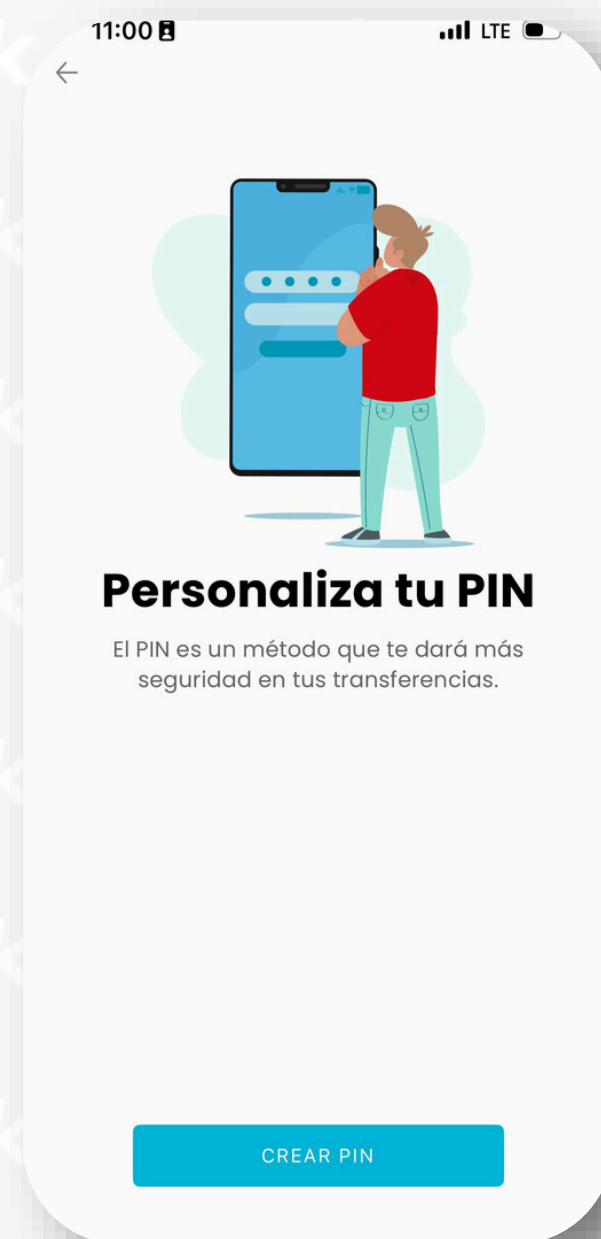 11:00
LTE
Personaliza tu PIN
El PIN es un método que te dará más
seguridad en tus transferencias.
CREAR PIN